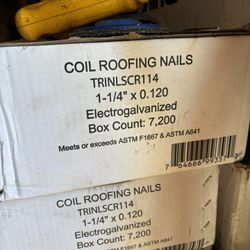 COIL ROOFING NAILS
TRINLSCR114
1-1/4" x 0.120
Electrogalvanized
Box Count: 7,200
Meets or exceeds ASTM F1667 & ASTM A641
COIL ROOFING NAILS
TRINLSCR114
1-1/4" x 0.120
Electrogalvanized
Box Count: 7,200